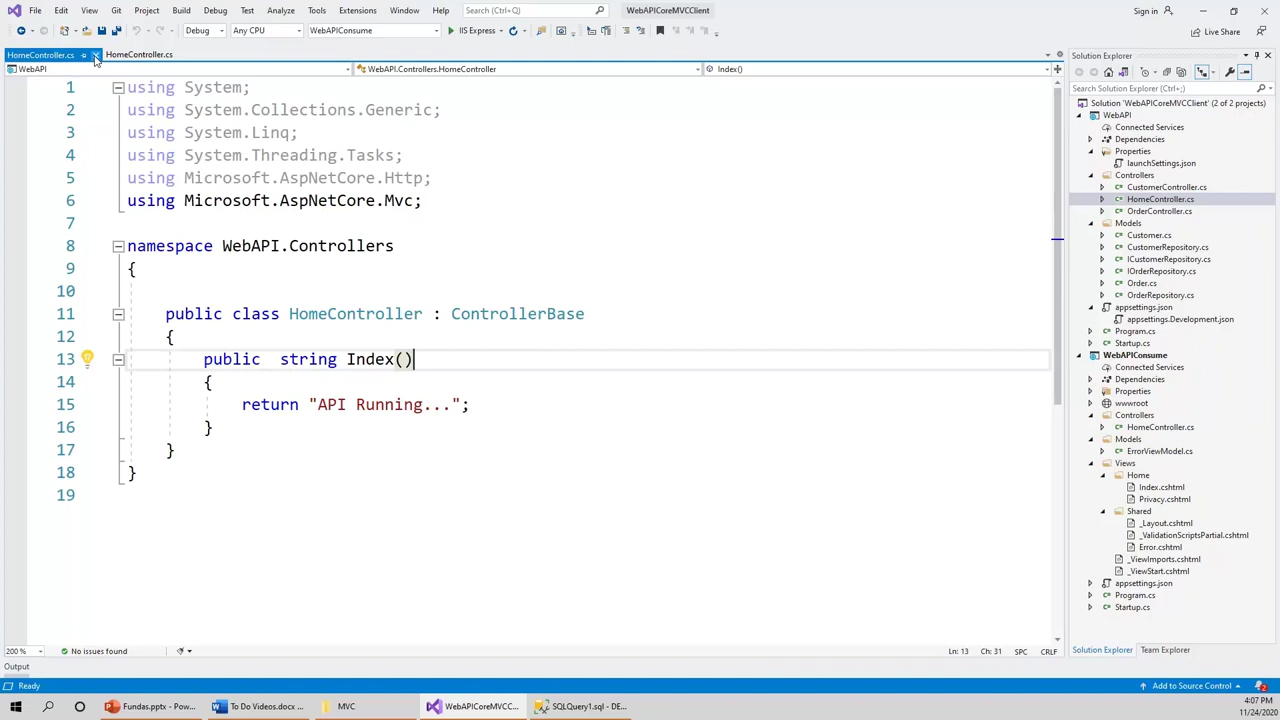 File Edit View Git Project Build Debug Test Analyze Tools Extensions Window Help Search (Ctrl+Q) WebAPICoreMVCClient Sign in
Debug Any CPU WebAPIConsume IIS Express Live Share
HomeController.cs HomeController.cs
WebAPI WebAPI.Controllers.HomeController Index()
1 using System;
2 using System.Collections.Generic;
3 using System.Linq;
4 using System.Threading.Tasks;
5 using Microsoft.AspNetCore.Http;
6 using Microsoft.AspNetCore.Mvc;
7
8 namespace WebAPI.Controllers
9 {
10
11 public class HomeController : ControllerBase
12 {
13 public string Index()
14 {
15 return "API Running...";
16 }
17 }
18 }
19
200 % No issues found Ln: 13 Ch: 31 SPC CRLF
Output
Solution Explorer
Search Solution Explorer (Ctrl+;)
Solution 'WebAPICoreMVCClient' (2 of 2 projects)
WebAPI
Connected Services
Dependencies
Properties
launchSettings.json
Controllers
CustomerController.cs
HomeController.cs
OrderController.cs
Models
Customer.cs
CustomerRepository.cs
ICustomerRepository.cs
IOrderRepository.cs
Order.cs
OrderRepository.cs
appsettings.json
appsettings.Development.json
Program.cs
Startup.cs
WebAPIConsume
Connected Services
Dependencies
Properties
wwwroot
Controllers
HomeController.cs
Models
ErrorViewModel.cs
Views
Home
Index.cshtml
Privacy.cshtml
Shared
_Layout.cshtml
_ValidationScriptsPartial.cshtml
Error.cshtml
_ViewImports.cshtml
_ViewStart.cshtml
appsettings.json
Program.cs
Startup.cs
Solution Explorer Team Explorer
Ready Add to Source Control 2
Fundas.pptx - Pow... To Do Videos.docx ... MVC WebAPICoreMVCC... SQLQuery1.sql - DE... 4:07 PM
11/24/2020